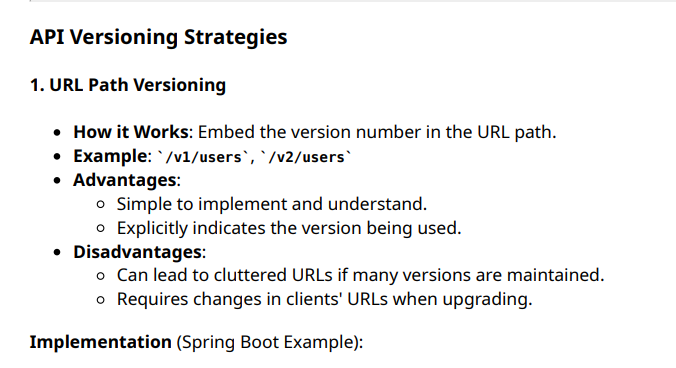 API Versioning Strategies
1. URL Path Versioning
• How it Works: Embed the version number in the URL path.
• Example: `/v1/users`, `/v2/users`
• Advantages:
◦ Simple to implement and understand.
◦ Explicitly indicates the version being used.
• Disadvantages:
◦ Can lead to cluttered URLs if many versions are maintained.
◦ Requires changes in clients' URLs when upgrading.
Implementation (Spring Boot Example):